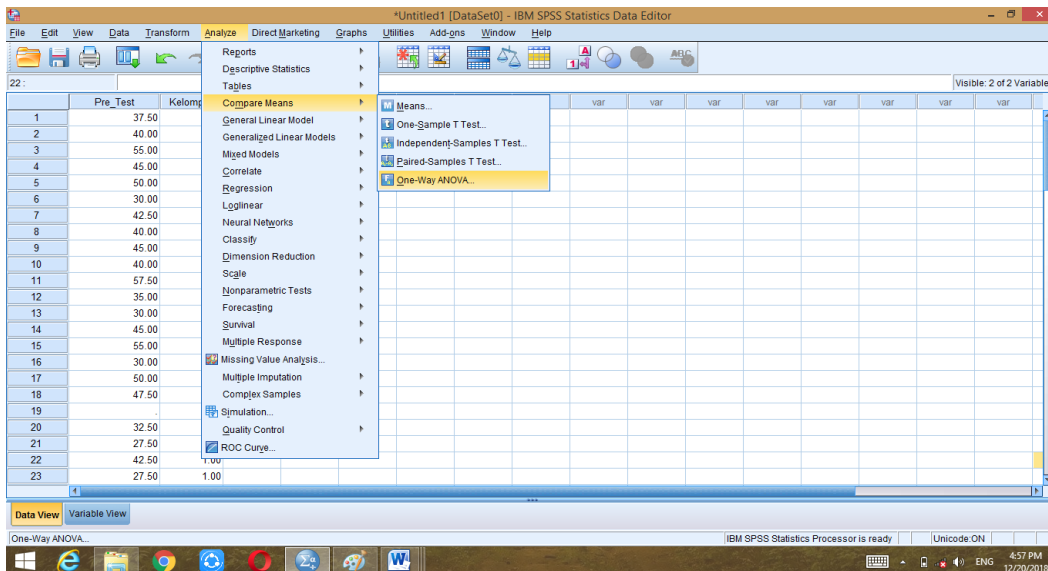 *Untitled1 [DataSet0] - IBM SPSS Statistics Data Editor
File Edit View Data Transform Analyze Direct Marketing Graphs Utilities Add-ons Window Help
22 :
Visible: 2 of 2 Variable
Pre_Test Kelomp var var var var var var var var
1 37.50
2 40.00
3 55.00
4 45.00
5 50.00
6 30.00
7 42.50
8 40.00
9 45.00
10 40.00
11 57.50
12 35.00
13 30.00
14 45.00
15 55.00
16 30.00
17 50.00
18 47.50
19 .
20 32.50
21 27.50
22 42.50 1.00
23 27.50 1.00
Reports
Descriptive Statistics
Tables
Compare Means
General Linear Model
Generalized Linear Models
Mixed Models
Correlate
Regression
Loglinear
Neural Networks
Classify
Dimension Reduction
Scale
Nonparametric Tests
Forecasting
Survival
Multiple Response
Missing Value Analysis...
Multiple Imputation
Complex Samples
Simulation...
Quality Control
ROC Curve...
Means...
One-Sample T Test...
Independent-Samples T Test...
Paired-Samples T Test...
One-Way ANOVA...
Data View Variable View
One-Way ANOVA...
IBM SPSS Statistics Processor is ready
Unicode:ON
ENG
4:57 PM
12/20/2018